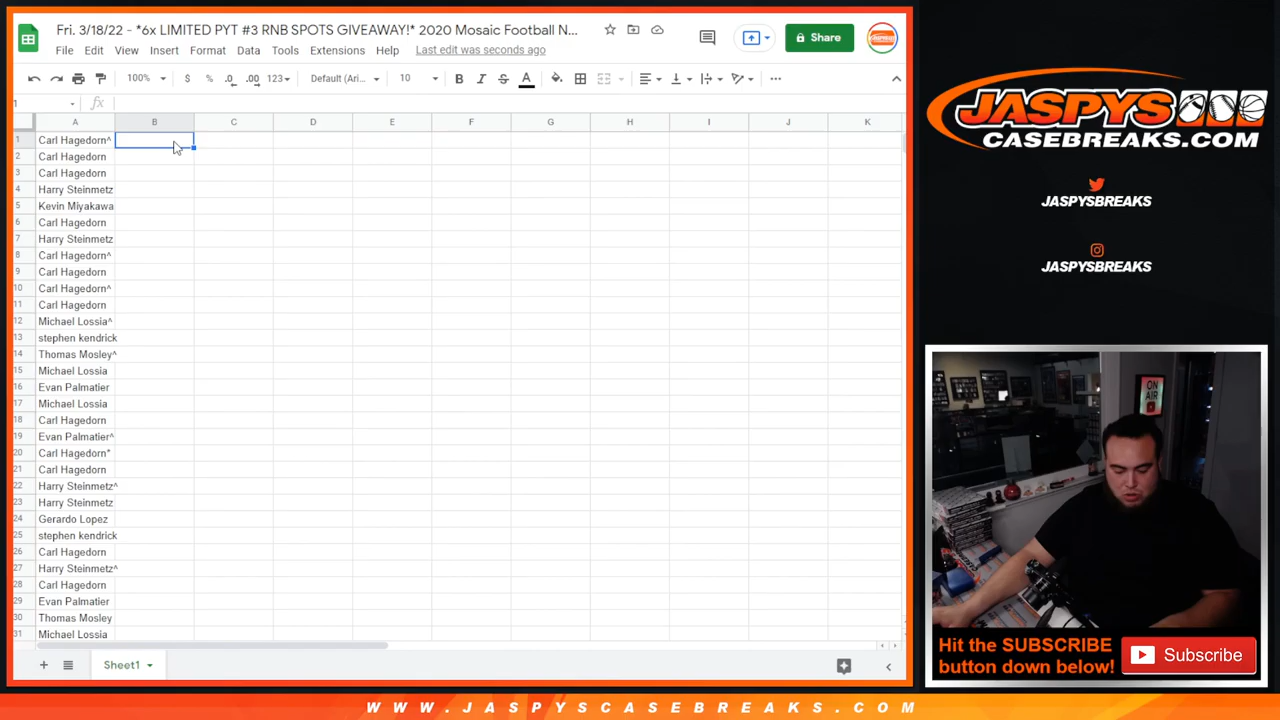 Fri. 3/18/22 - *6x LIMITED PYT #3 RNB SPOTS GIVEAWAY!* 2020 Mosaic Football N...
File Edit View Insert Format Data Tools Extensions Help Last edit was seconds ago
Share
100% $ % .0 .00 123 Default (Ari... 10 B I S A
1 fx
A B C D E F G H I J K
1 Carl Hagedorn^
2 Carl Hagedorn
3 Carl Hagedorn
4 Harry Steinmetz
5 Kevin Miyakawa
6 Carl Hagedorn
7 Harry Steinmetz
8 Carl Hagedorn^
9 Carl Hagedorn
10 Carl Hagedorn^
11 Carl Hagedorn
12 Michael Lossia^
13 stephen kendrick
14 Thomas Mosley^
15 Michael Lossia
16 Evan Palmatier
17 Michael Lossia
18 Carl Hagedorn
19 Evan Palmatier^
20 Carl Hagedorn*
21 Carl Hagedorn
22 Harry Steinmetz^
23 Harry Steinmetz
24 Gerardo Lopez
25 stephen kendrick
26 Carl Hagedorn
27 Harry Steinmetz^
28 Carl Hagedorn
29 Evan Palmatier
30 Thomas Mosley
31 Michael Lossia
Sheet1
JASPYS
CASEBREAKS.COM
JASPYSBREAKS
JASPYSBREAKS
ON
AIR
Hit the SUBSCRIBE
button down below!
Subscribe
WWW.JASPYSCASEBREAKS.COM